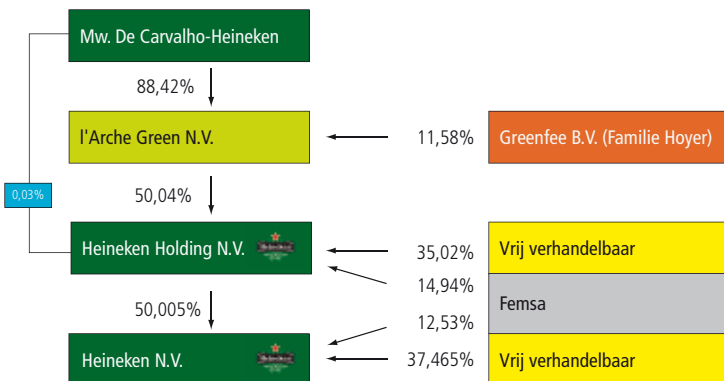 Mw. De Carvalho-Heineken
88,42%
l'Arche Green N.V.
11,58%
Greenfee B.V. (Familie Hoyer)
0,03%
50,04%
Heineken Holding N.V.
35,02%
Vrij verhandelbaar
14,94%
Femsa
50,005%
12,53%
Heineken N.V.
37,465%
Vrij verhandelbaar